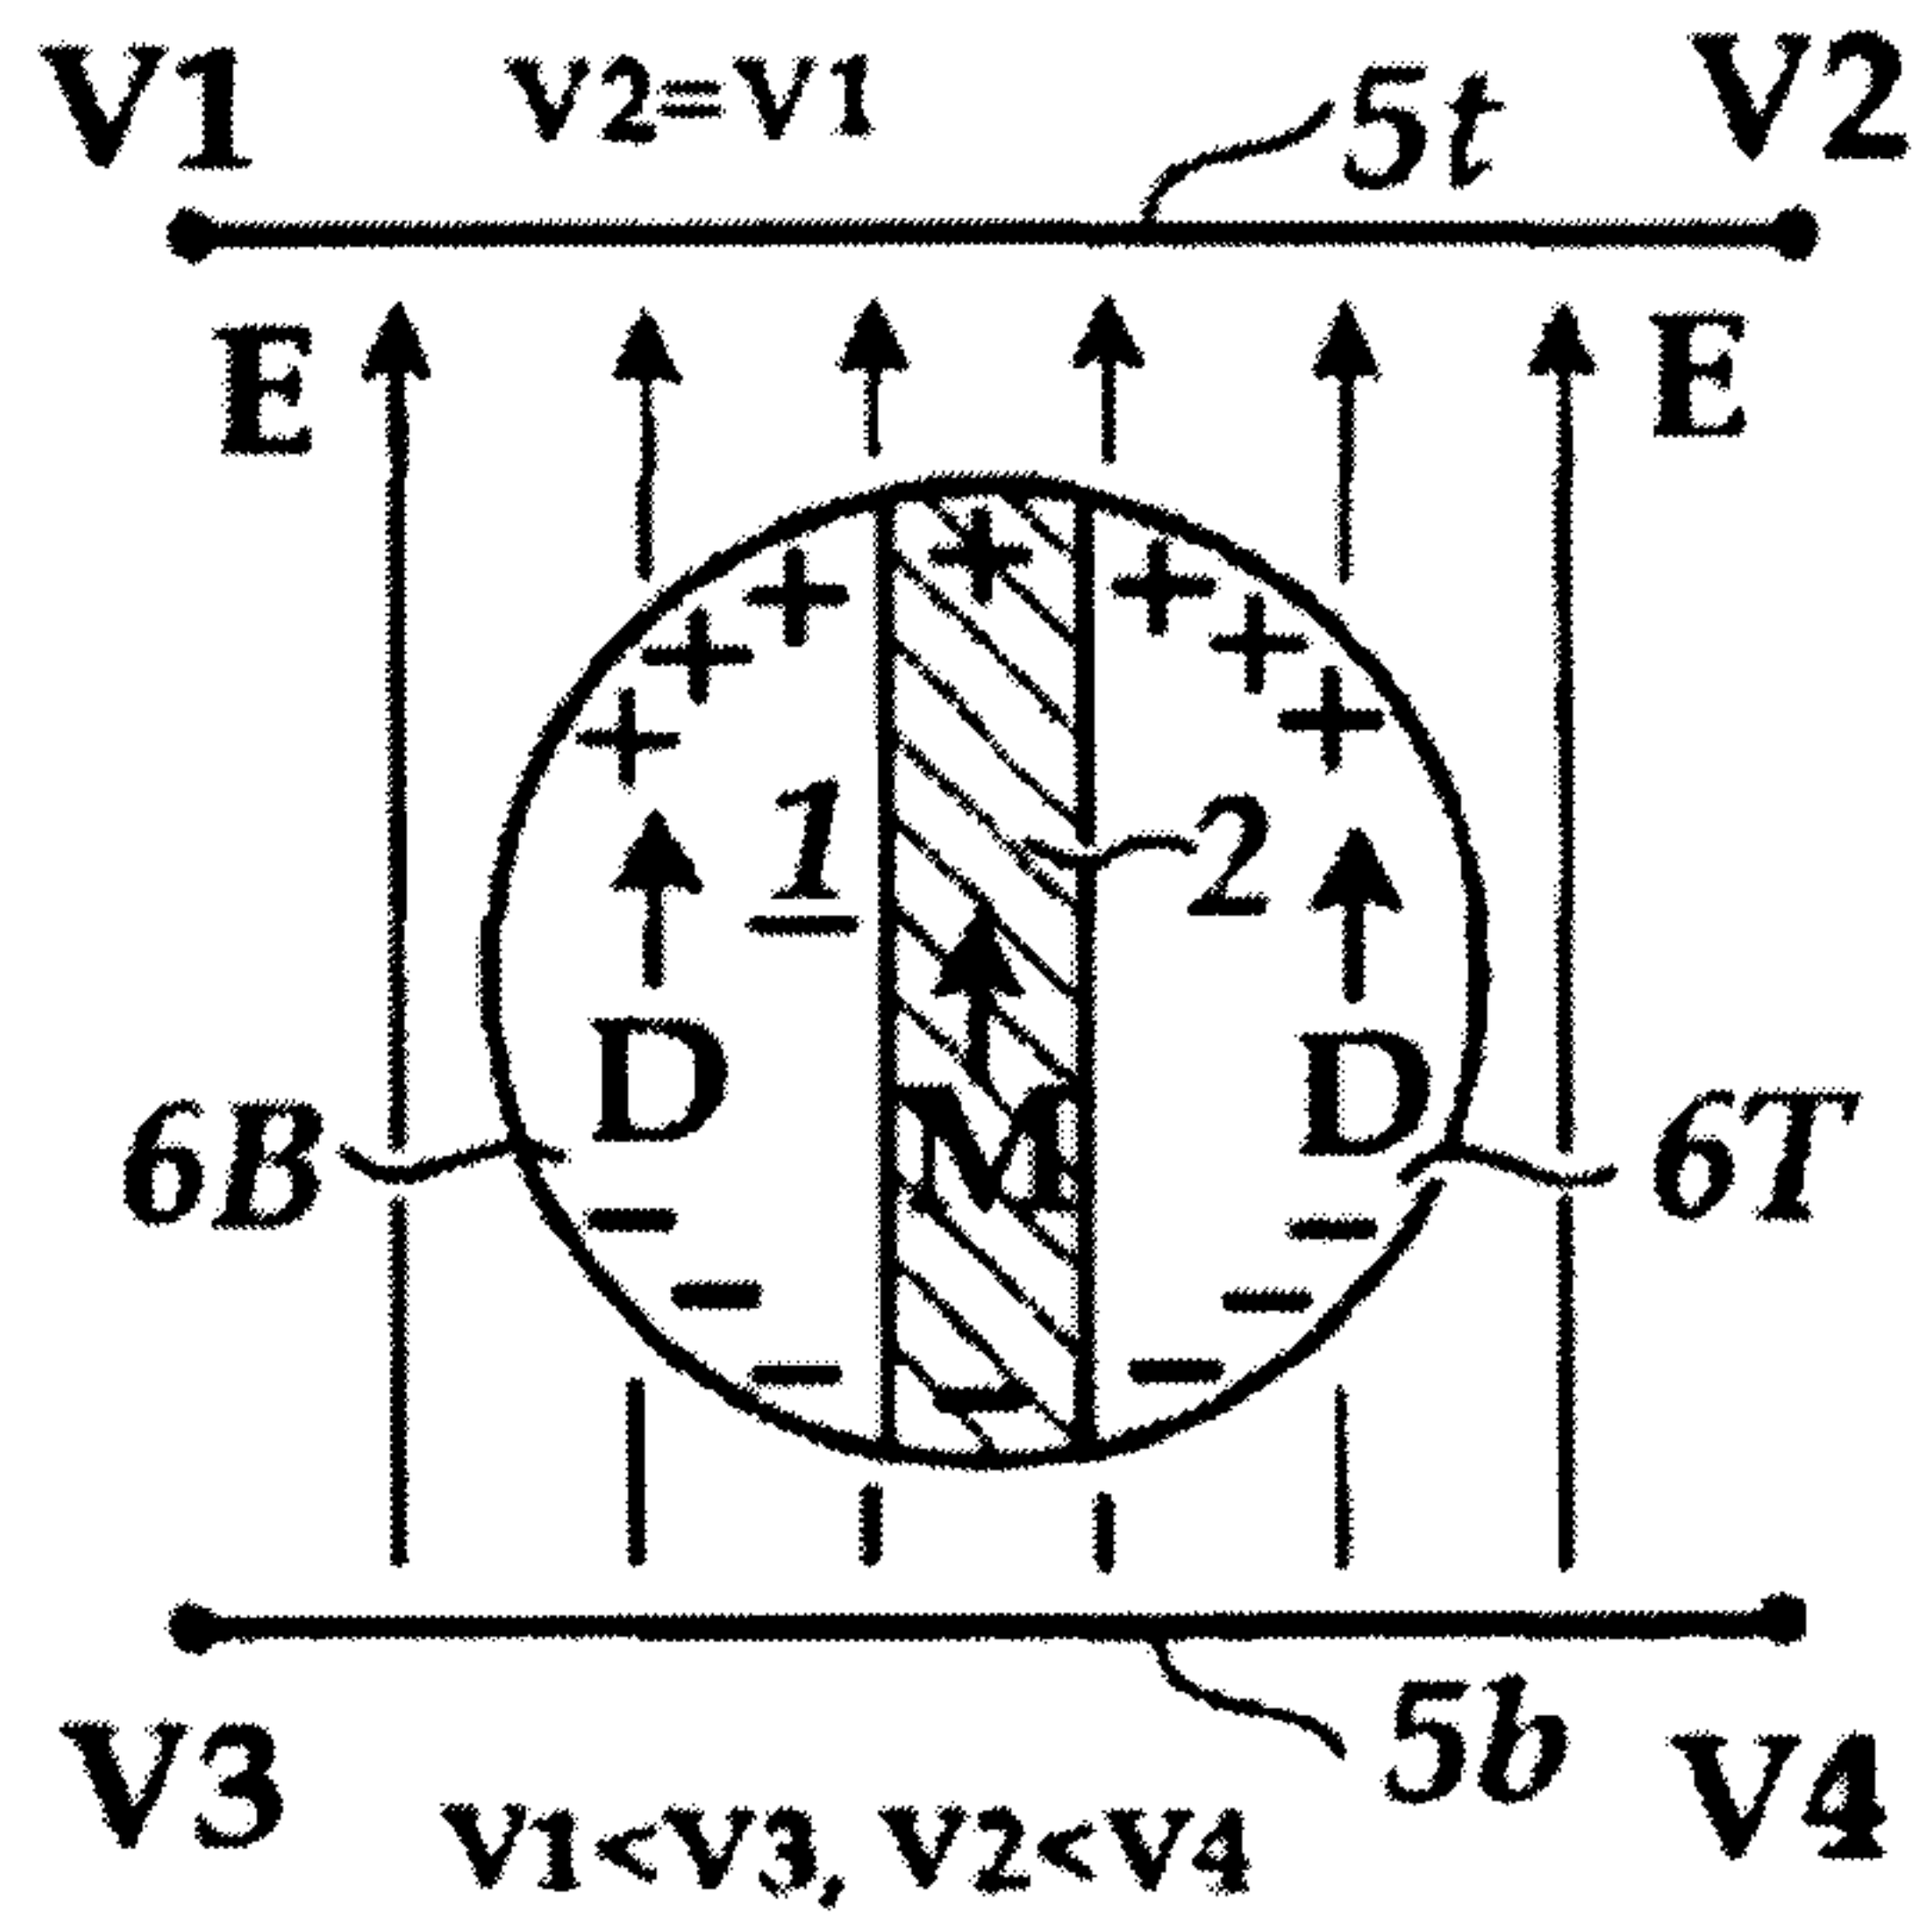 V1 V2=V1 5t V2
E E
+ + + + + + +
1 2
D M D
6B 6T
− − − − − − −
5b
V3 V1<V3, V2<V4 V4